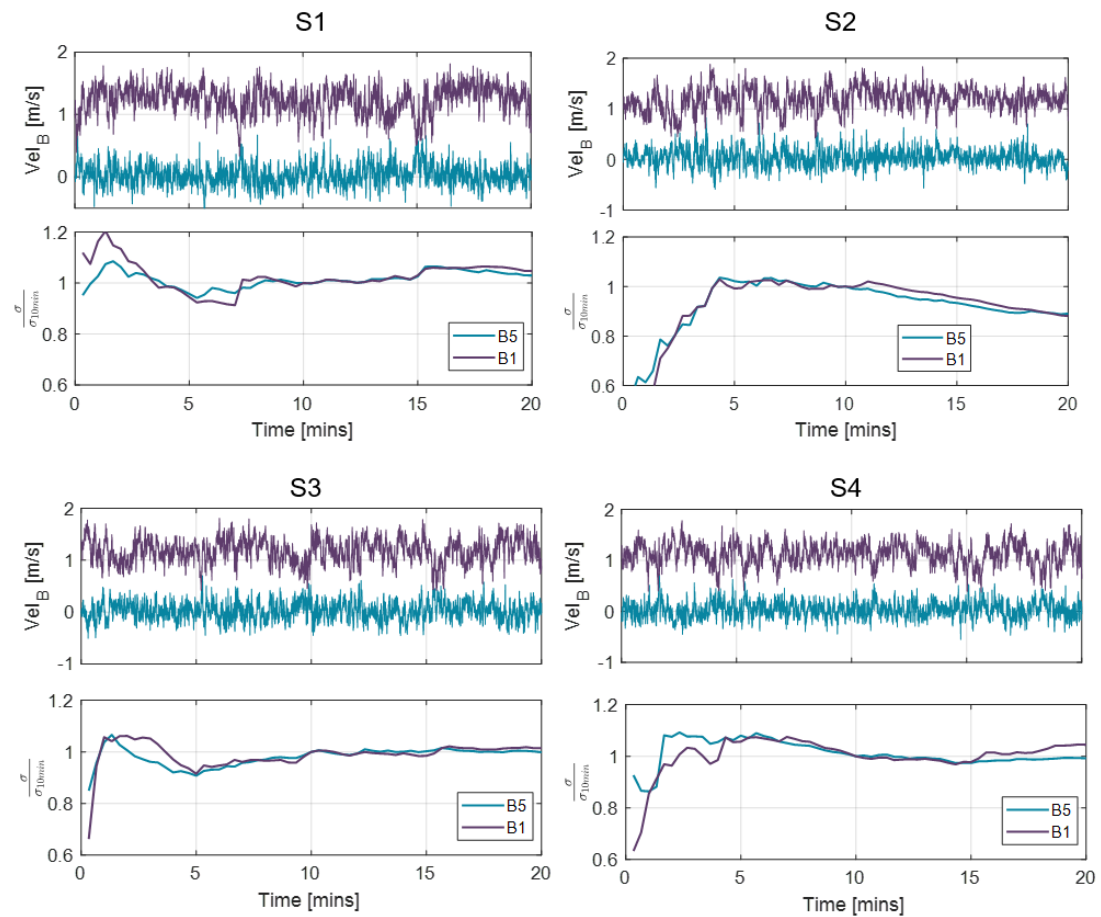 S1
Vel_B [m/s]
2
1
0
σ/σ_10min
1.2
1
0.8
0.6
B5
B1
0 5 10 15 20
Time [mins]
S2
Vel_B [m/s]
2
1
0
-1
σ/σ_10min
1.2
1
0.8
0.6
B5
B1
0 5 10 15 20
Time [mins]
S3
Vel_B [m/s]
2
1
0
-1
σ/σ_10min
1.2
1
0.8
0.6
B5
B1
0 5 10 15 20
Time [mins]
S4
Vel_B [m/s]
2
1
0
-1
σ/σ_10min
1.2
1
0.8
0.6
B5
B1
0 5 10 15 20
Time [mins]